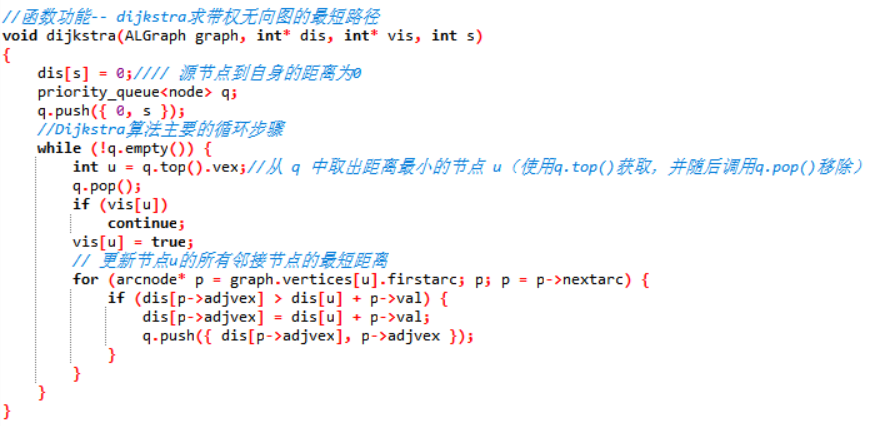 //函数功能-- dijkstra求带权无向图的最短路径
void dijkstra(ALGraph graph, int* dis, int* vis, int s)
{
    dis[s] = 0;//// 源节点到自身的距离为0
    priority_queue<node> q;
    q.push({ 0, s });
    //Dijkstra算法主要的循环步骤
    while (!q.empty()) {
        int u = q.top().vex;//从 q 中取出距离最小的节点 u（使用q.top()获取，并随后调用q.pop()移除）
        q.pop();
        if (vis[u])
            continue;
        vis[u] = true;
        // 更新节点u的所有邻接节点的最短距离
        for (arcnode* p = graph.vertices[u].firstarc; p; p = p->nextarc) {
            if (dis[p->adjvex] > dis[u] + p->val) {
                dis[p->adjvex] = dis[u] + p->val;
                q.push({ dis[p->adjvex], p->adjvex });
            }
        }
    }
}